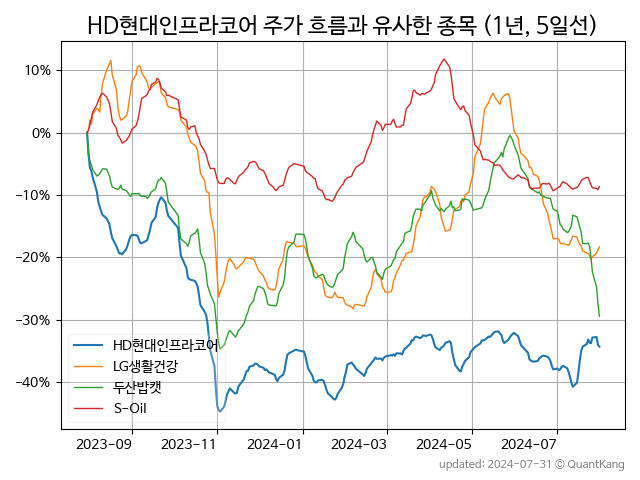 HD현대인프라코어 주가 흐름과 유사한 종목 (1년, 5일선)
10%
0%
-10%
-20%
-30%
-40%
HD현대인프라코어
LG생활건강
두산밥캣
S-Oil
2023-09
2023-11
2024-01
2024-03
2024-05
2024-07
updated: 2024-07-31 © QuantKang